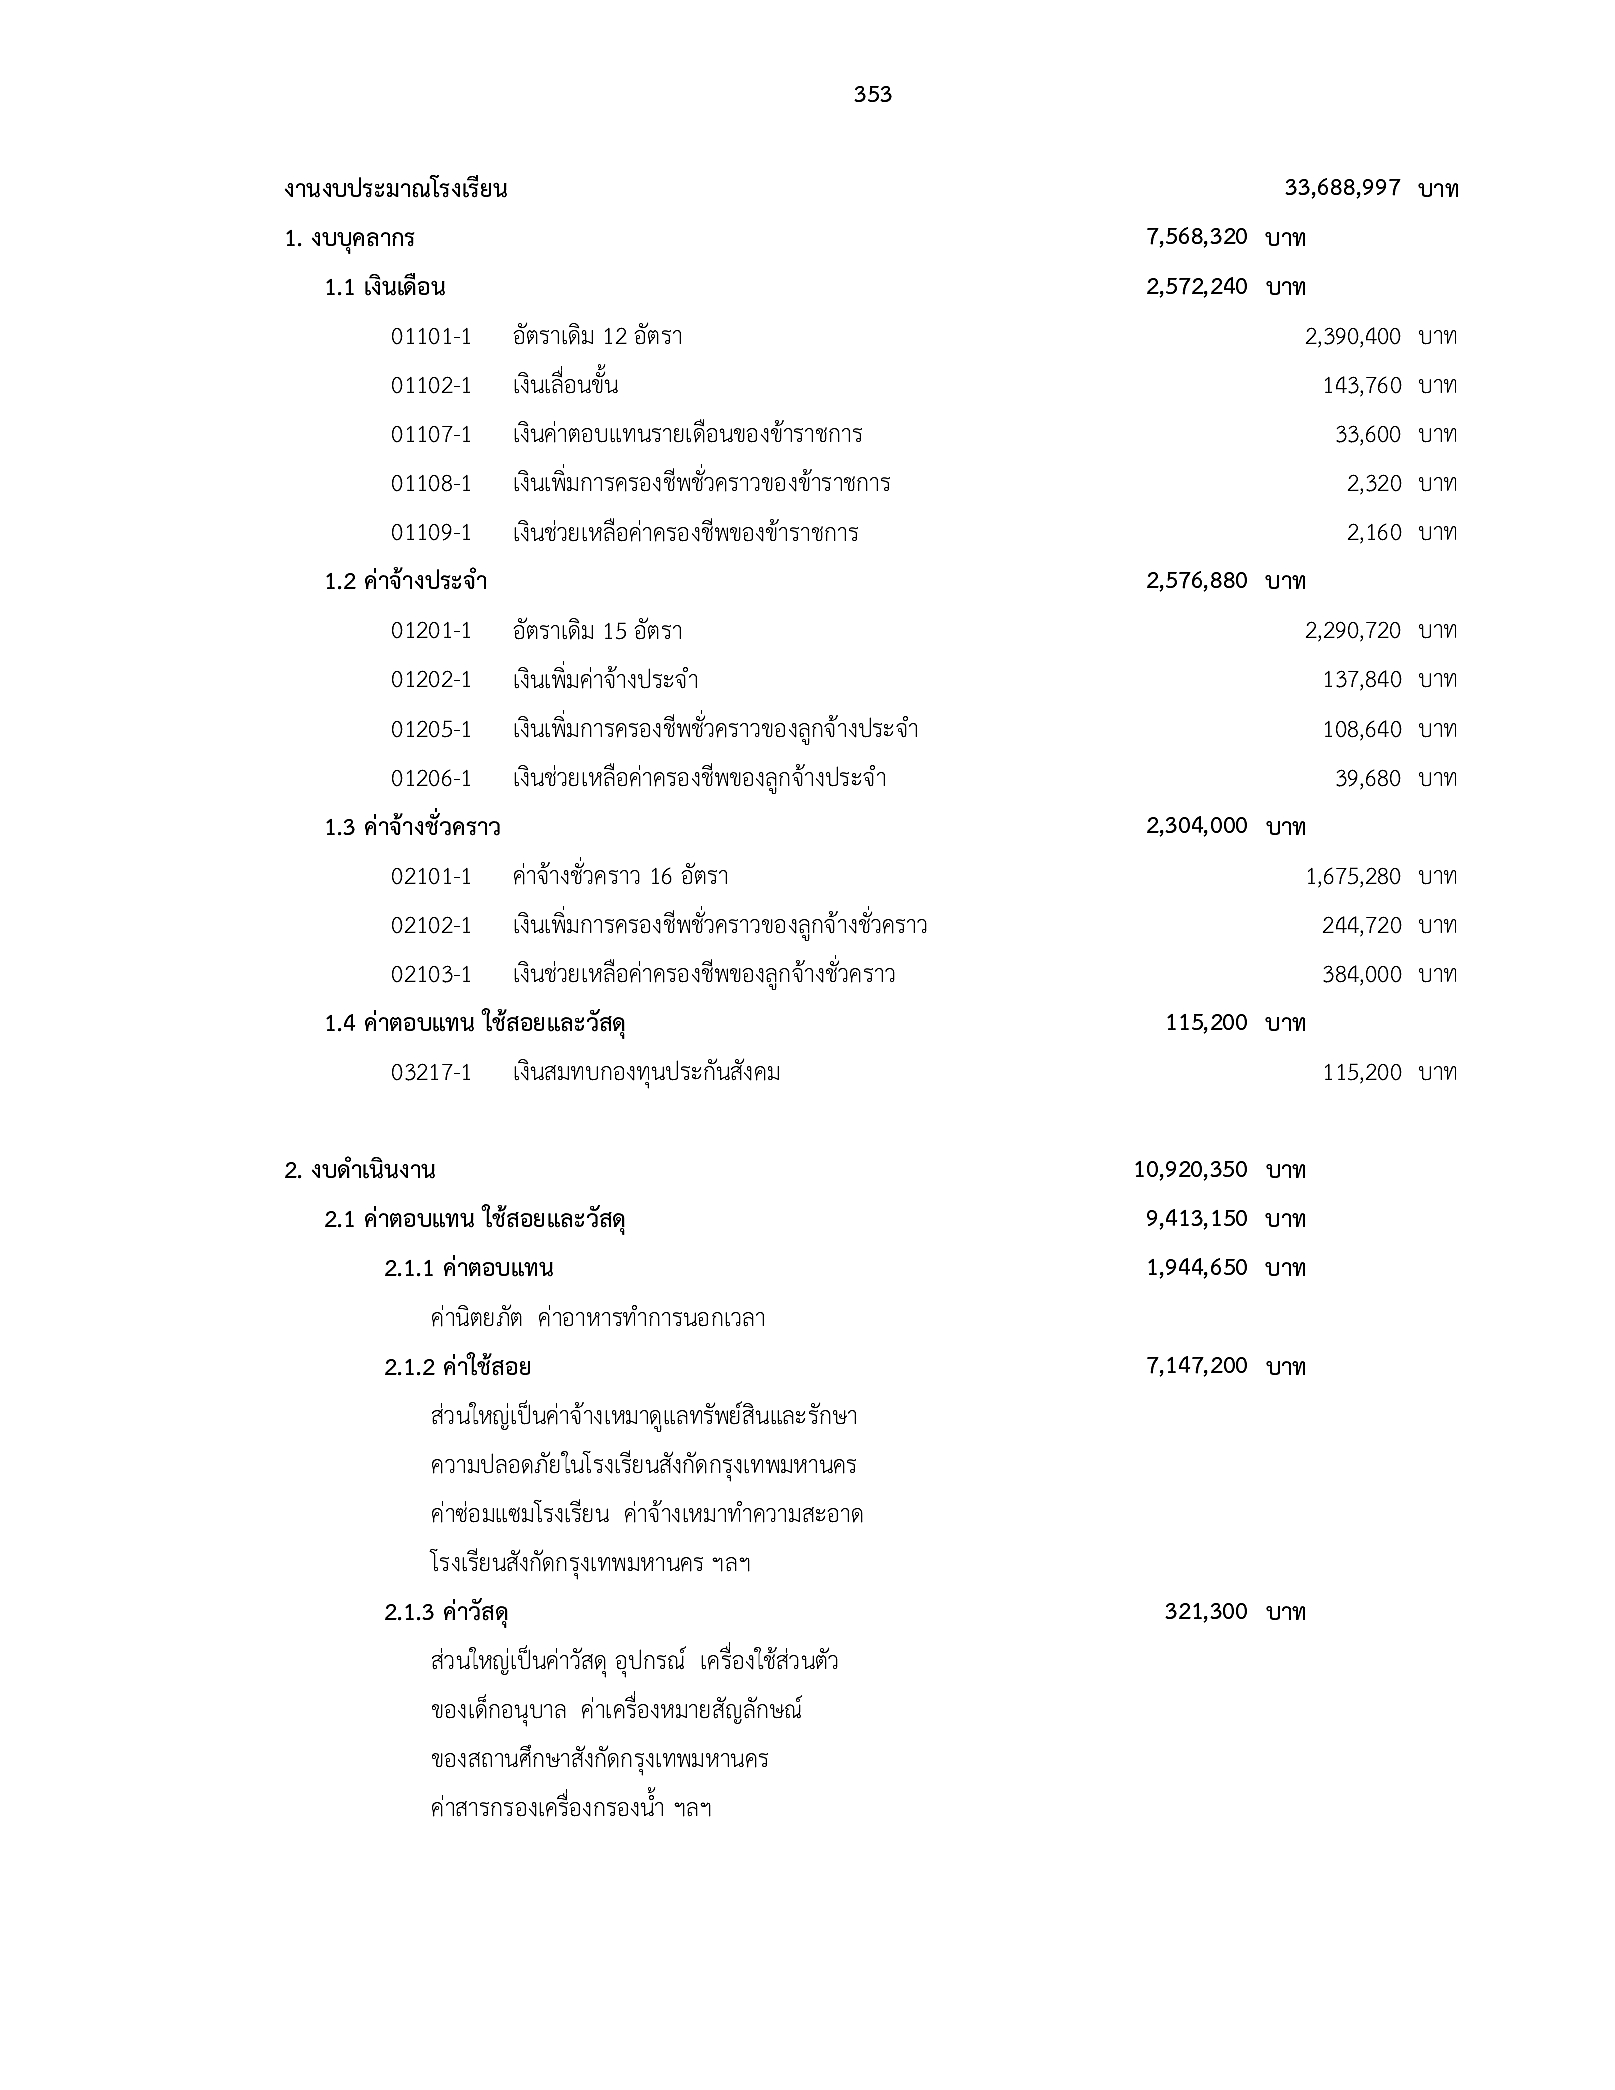 353
งานงบประมาณโรงเรียน 33,688,997 บาท
1. งบบุคลากร 7,568,320 บาท
1.1 เงินเดือน 2,572,240 บาท
01101-1 อัตราเดิม 12 อัตรา 2,390,400 บาท
01102-1 เงินเลื่อนขั้น 143,760 บาท
01107-1 เงินค่าตอบแทนรายเดือนของข้าราชการ 33,600 บาท
01108-1 เงินเพิ่มการครองชีพชั่วคราวของข้าราชการ 2,320 บาท
01109-1 เงินช่วยเหลือค่าครองชีพของข้าราชการ 2,160 บาท
1.2 ค่าจ้างประจำ 2,576,880 บาท
01201-1 อัตราเดิม 15 อัตรา 2,290,720 บาท
01202-1 เงินเพิ่มค่าจ้างประจำ 137,840 บาท
01205-1 เงินเพิ่มการครองชีพชั่วคราวของลูกจ้างประจำ 108,640 บาท
01206-1 เงินช่วยเหลือค่าครองชีพของลูกจ้างประจำ 39,680 บาท
1.3 ค่าจ้างชั่วคราว 2,304,000 บาท
02101-1 ค่าจ้างชั่วคราว 16 อัตรา 1,675,280 บาท
02102-1 เงินเพิ่มการครองชีพชั่วคราวของลูกจ้างชั่วคราว 244,720 บาท
02103-1 เงินช่วยเหลือค่าครองชีพของลูกจ้างชั่วคราว 384,000 บาท
1.4 ค่าตอบแทน ใช้สอยและวัสดุ 115,200 บาท
03217-1 เงินสมทบกองทุนประกันสังคม 115,200 บาท
2. งบดำเนินงาน 10,920,350 บาท
2.1 ค่าตอบแทน ใช้สอยและวัสดุ 9,413,150 บาท
2.1.1 ค่าตอบแทน 1,944,650 บาท
ค่านิตยภัต ค่าอาหารทำการนอกเวลา
2.1.2 ค่าใช้สอย 7,147,200 บาท
ส่วนใหญ่เป็นค่าจ้างเหมาดูแลทรัพย์สินและรักษา
ความปลอดภัยในโรงเรียนสังกัดกรุงเทพมหานคร
ค่าซ่อมแซมโรงเรียน ค่าจ้างเหมาทำความสะอาด
โรงเรียนสังกัดกรุงเทพมหานคร ฯลฯ
2.1.3 ค่าวัสดุ 321,300 บาท
ส่วนใหญ่เป็นค่าวัสดุ อุปกรณ์ เครื่องใช้ส่วนตัว
ของเด็กอนุบาล ค่าเครื่องหมายสัญลักษณ์
ของสถานศึกษาสังกัดกรุงเทพมหานคร
ค่าสารกรองเครื่องกรองน้ำ ฯลฯ